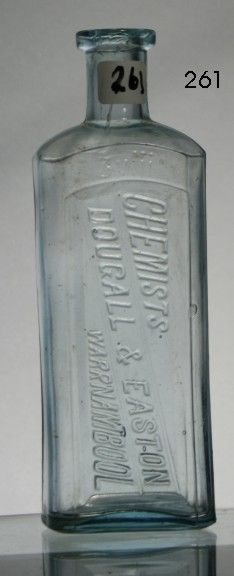 261
261
CHEMISTS
DOUGALL & EASTON
WARRNAMBOOL